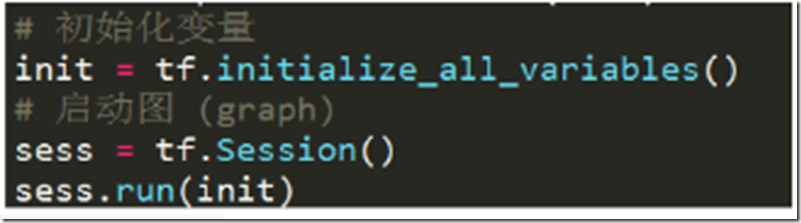 # 初始化变量
init = tf.initialize_all_variables()
# 启动图 (graph)
sess = tf.Session()
sess.run(init)